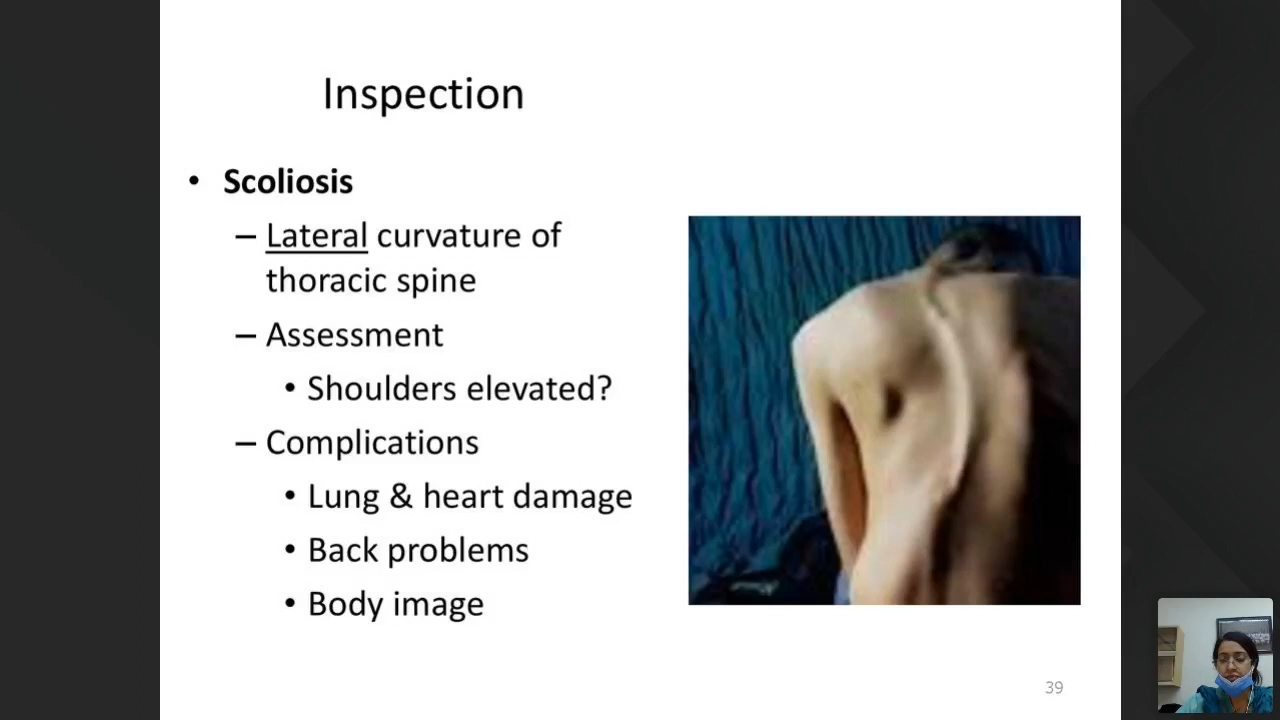 Inspection
• Scoliosis
– Lateral curvature of
thoracic spine
– Assessment
• Shoulders elevated?
– Complications
• Lung & heart damage
• Back problems
• Body image
39